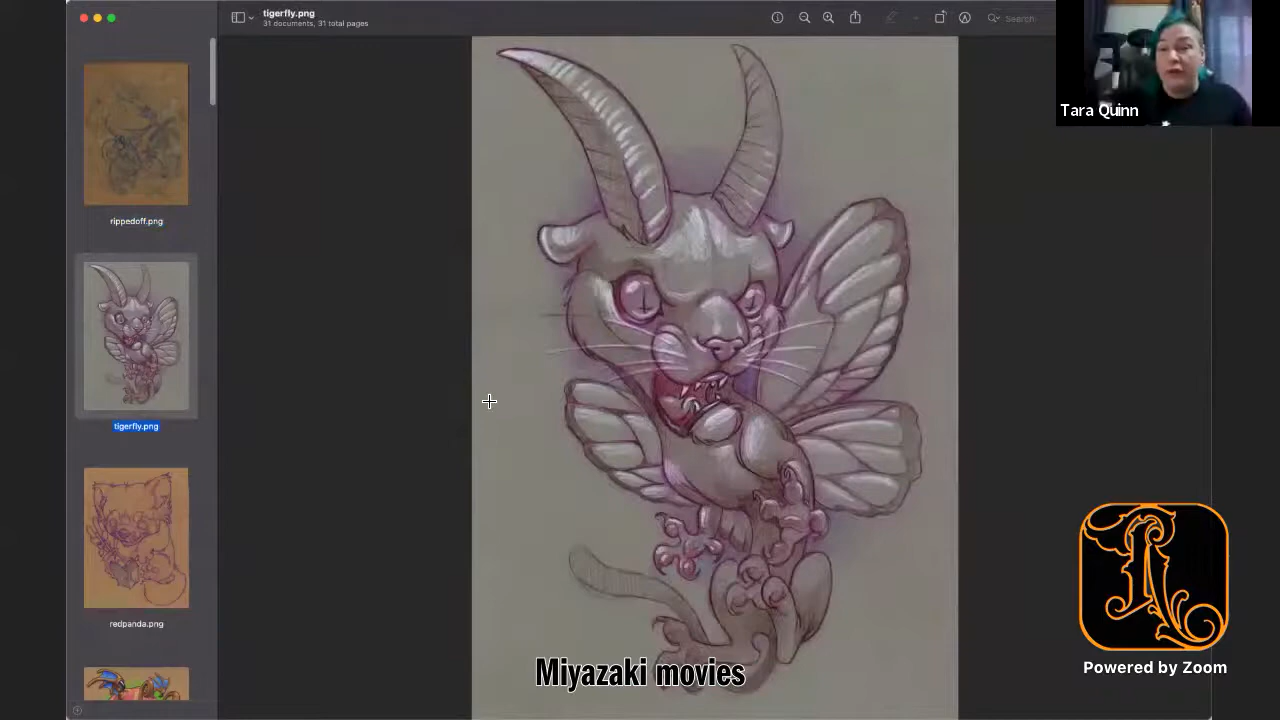 tigerfly.png
31 documents, 31 total pages
Search
Tara Quinn
rippedoff.png
tigerfly.png
redpanda.png
Miyazaki movies
Powered by Zoom